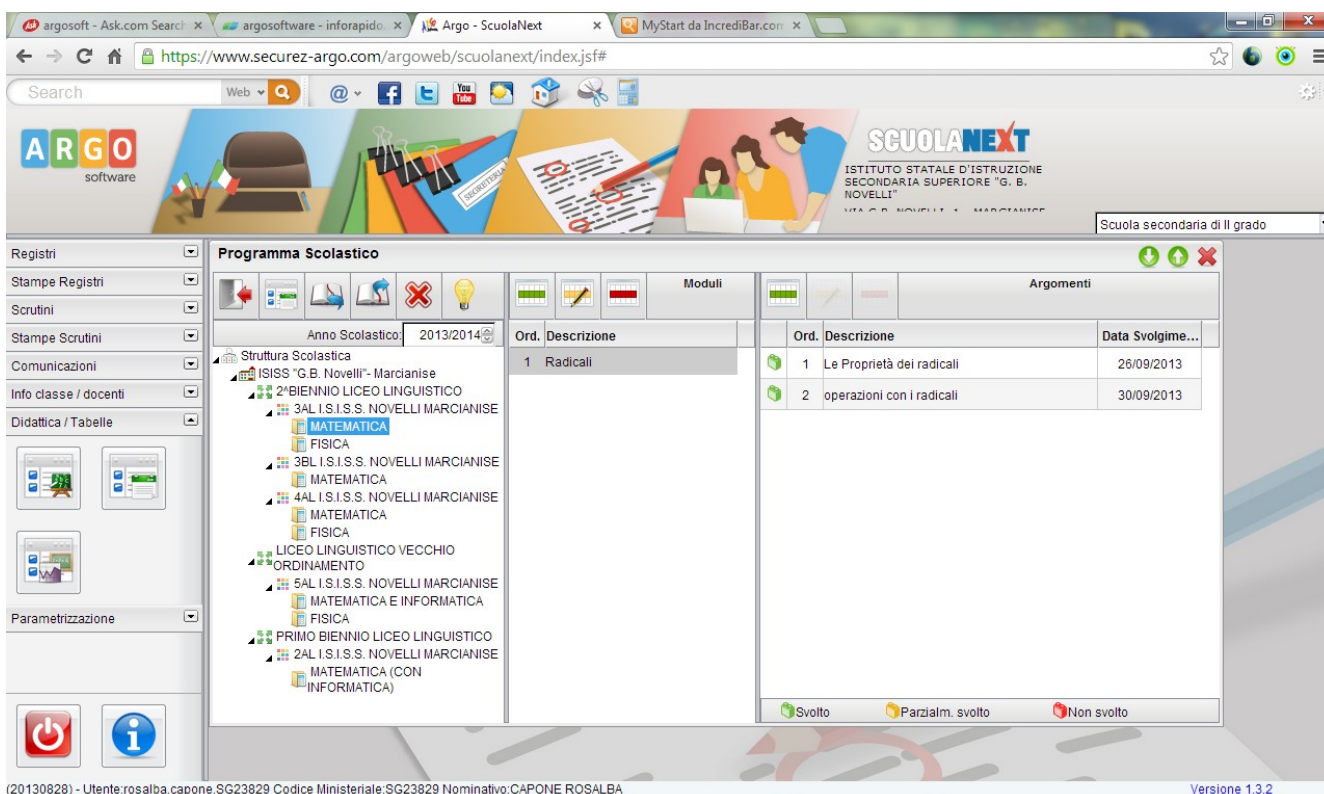 argosoft - Ask.com Search
argosoftware - inforapido.
Argo - ScuolaNext
MyStart da IncrediBar.com
https://www.securez-argo.com/argoweb/scuolanext/index.jsf#
Search
Web
You
Tube
ARGO
software
SECRETERIA
SCUOLANEXT
ISTITUTO STATALE D'ISTRUZIONE
SECONDARIA SUPERIORE "G. B.
NOVELLI"
VIA G.B. NOVELLI, 1 MARCIANISE
Scuola secondaria di II grado
Registri
Stampe Registri
Scrutini
Stampe Scrutini
Comunicazioni
Info classe / docenti
Didattica / Tabelle
Parametrizzazione
Programma Scolastico
Anno Scolastico: 2013/2014
Struttura Scolastica
ISISS "G.B. Novelli"- Marcianise
2^BIENNIO LICEO LINGUISTICO
3AL I.S.I.S.S. NOVELLI MARCIANISE
MATEMATICA
FISICA
3BL I.S.I.S.S. NOVELLI MARCIANISE
MATEMATICA
4AL I.S.I.S.S. NOVELLI MARCIANISE
MATEMATICA
FISICA
LICEO LINGUISTICO VECCHIO
ORDINAMENTO
5AL I.S.I.S.S. NOVELLI MARCIANISE
MATEMATICA E INFORMATICA
FISICA
PRIMO BIENNIO LICEO LINGUISTICO
2AL I.S.I.S.S. NOVELLI MARCIANISE
MATEMATICA (CON
INFORMATICA)
Moduli
Ord. Descrizione
1 Radicali
Argomenti
Ord. Descrizione Data Svolgime...
1 Le Proprietà dei radicali 26/09/2013
2 operazioni con i radicali 30/09/2013
Svolto Parzialm. svolto Non svolto
(20130828) - Utente:rosalba.capone.SG23829 Codice Ministeriale:SG23829 Nominativo:CAPONE ROSALBA
Versione 1.3.2